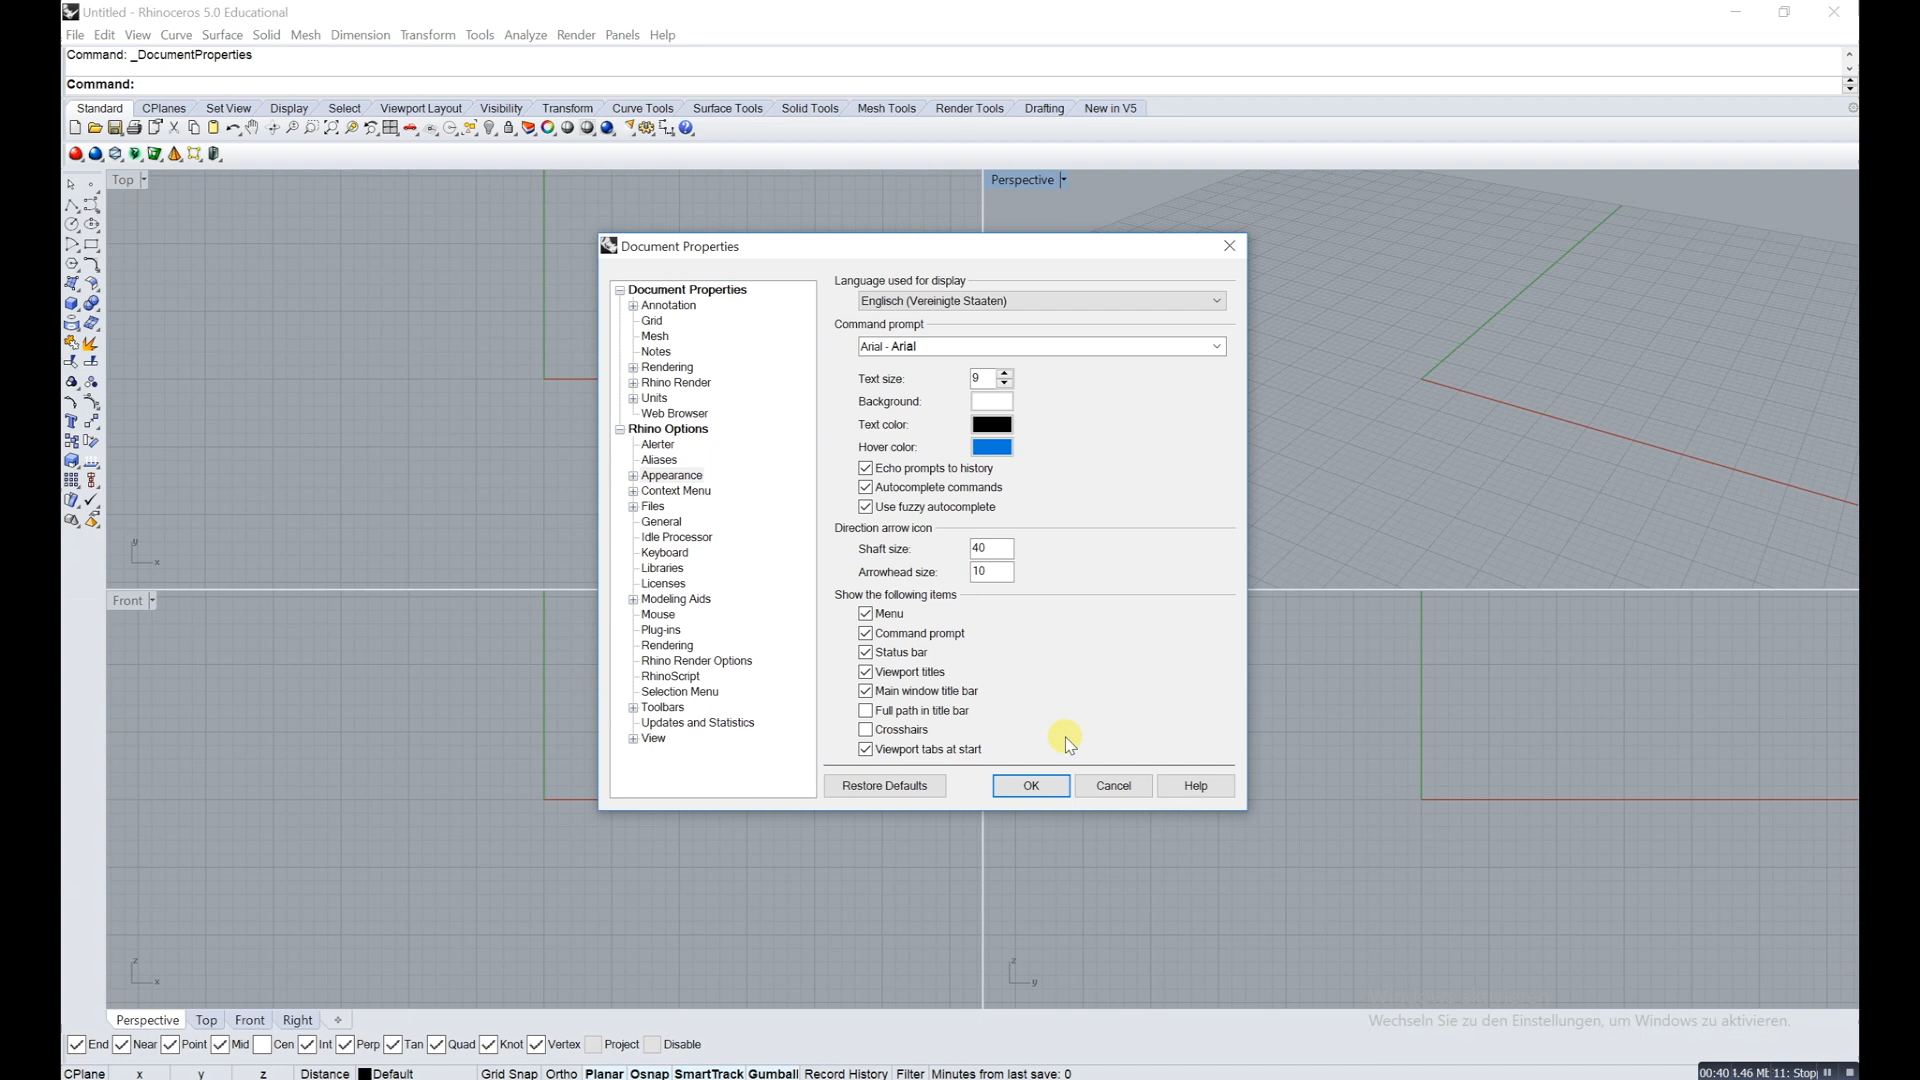 Untitled - Rhinoceros 5.0 Educational
File Edit View Curve Surface Solid Mesh Dimension Transform Tools Analyze Render Panels Help
Command: _DocumentProperties
Command:
Standard CPlanes Set View Display Select Viewport Layout Visibility Transform Curve Tools Surface Tools Solid Tools Mesh Tools Render Tools Drafting New in V5
Top
Perspective
Document Properties
Document Properties
Annotation
Grid
Mesh
Notes
Rendering
Rhino Render
Units
Web Browser
Rhino Options
Alerter
Aliases
Appearance
Context Menu
Files
General
Idle Processor
Keyboard
Libraries
Licenses
Modeling Aids
Mouse
Plug-ins
Rendering
Rhino Render Options
RhinoScript
Selection Menu
Toolbars
Updates and Statistics
View
Language used for display
Englisch (Vereinigte Staaten)
Command prompt
Arial - Arial
Text size: 9
Background:
Text color:
Hover color:
Echo prompts to history
Autocomplete commands
Use fuzzy autocomplete
Direction arrow icon
Shaft size: 40
Arrowhead size: 10
Show the following items
Menu
Command prompt
Status bar
Viewport titles
Main window title bar
Full path in title bar
Crosshairs
Viewport tabs at start
Restore Defaults OK Cancel Help
y
x
Front
z
x
z
y
Perspective Top Front Right
Wechseln Sie zu den Einstellungen, um Windows zu aktivieren.
End Near Point Mid Cen Int Perp Tan Quad Knot Vertex Project Disable
CPlane x y z Distance Default Grid Snap Ortho Planar Osnap SmartTrack Gumball Record History Filter Minutes from last save: 0